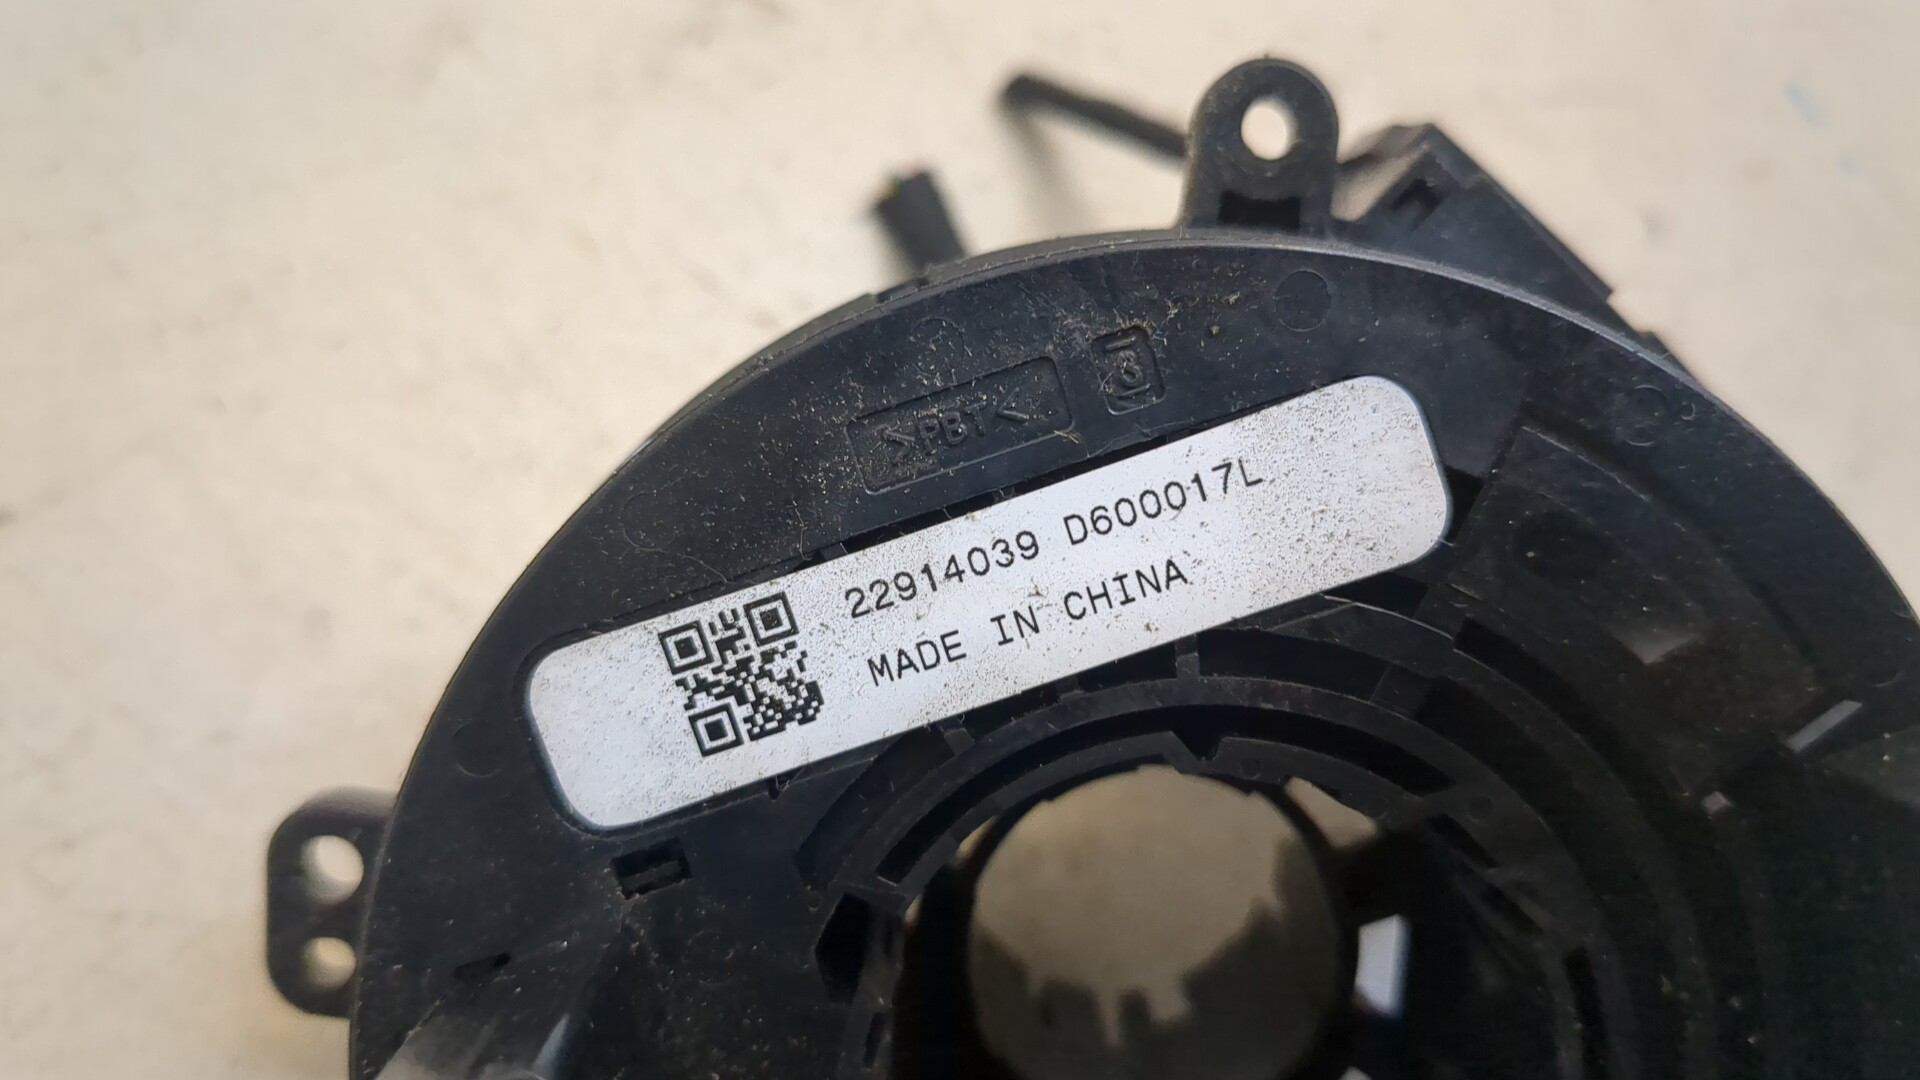 >PBT<
22914039 D600017L
MADE IN CHINA